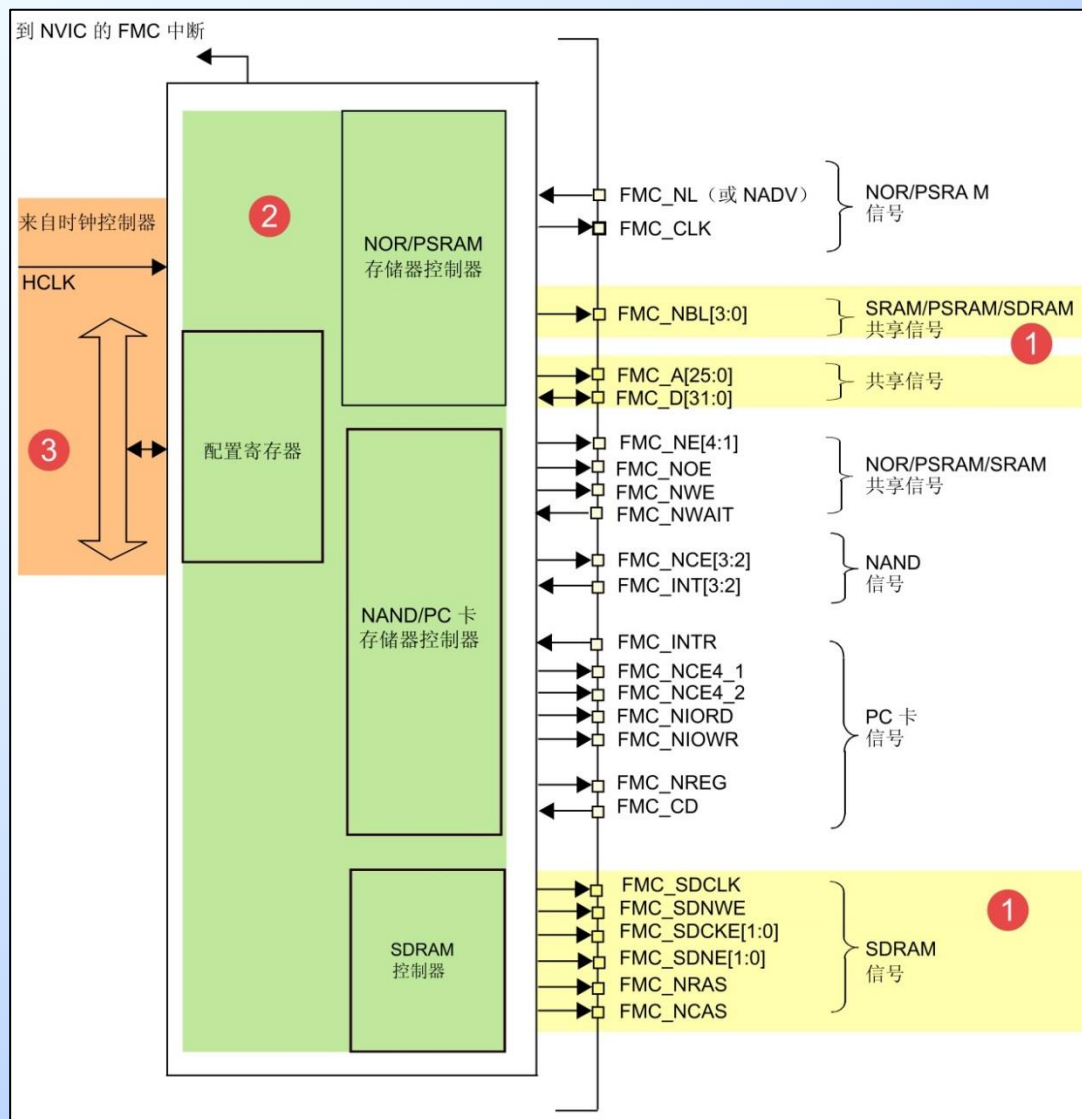 到 NVIC 的 FMC 中断
来自时钟控制器
HCLK
3
2
NOR/PSRAM
存储器控制器
配置寄存器
NAND/PC 卡
存储器控制器
SDRAM
控制器
FMC_NL（或 NADV）
FMC_CLK
NOR/PSRA M
信号
FMC_NBL[3:0]
SRAM/PSRAM/SDRAM
共享信号
1
FMC_A[25:0]
FMC_D[31:0]
共享信号
FMC_NE[4:1]
FMC_NOE
FMC_NWE
FMC_NWAIT
NOR/PSRAM/SRAM
共享信号
FMC_NCE[3:2]
FMC_INT[3:2]
NAND
信号
FMC_INTR
FMC_NCE4_1
FMC_NCE4_2
FMC_NIORD
FMC_NIOWR
FMC_NREG
FMC_CD
PC 卡
信号
FMC_SDCLK
FMC_SDNWE
FMC_SDCKE[1:0]
FMC_SDNE[1:0]
FMC_NRAS
FMC_NCAS
SDRAM
信号
1